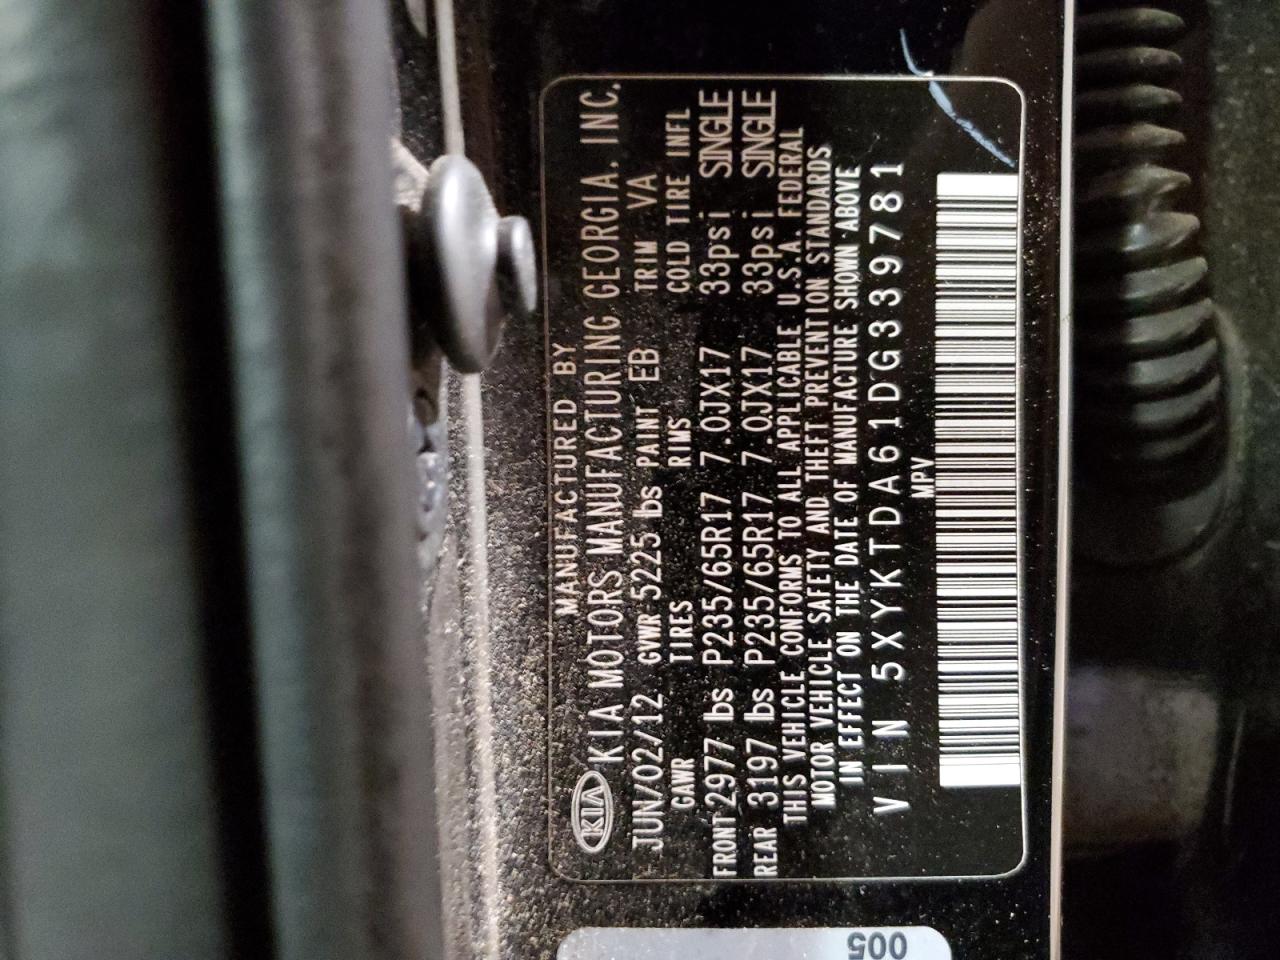 MANUFACTURED BY
KIA KIA MOTORS MANUFACTURING GEORGIA, INC.
JUN/02/12 GVWR 5225 lbs PAINT EB TRIM VA
GAWR TIRES RIMS COLD TIRE INFL
FRONT 2977 lbs P235/65R17 7.0JX17 33psi SINGLE
REAR 3197 lbs P235/65R17 7.0JX17 33psi SINGLE
THIS VEHICLE CONFORMS TO ALL APPLICABLE U.S.A. FEDERAL
MOTOR VEHICLE SAFETY AND THEFT PREVENTION STANDARDS
IN EFFECT ON THE DATE OF MANUFACTURE SHOWN ABOVE
VIN 5XYKTDA61DG339781
MPV
005